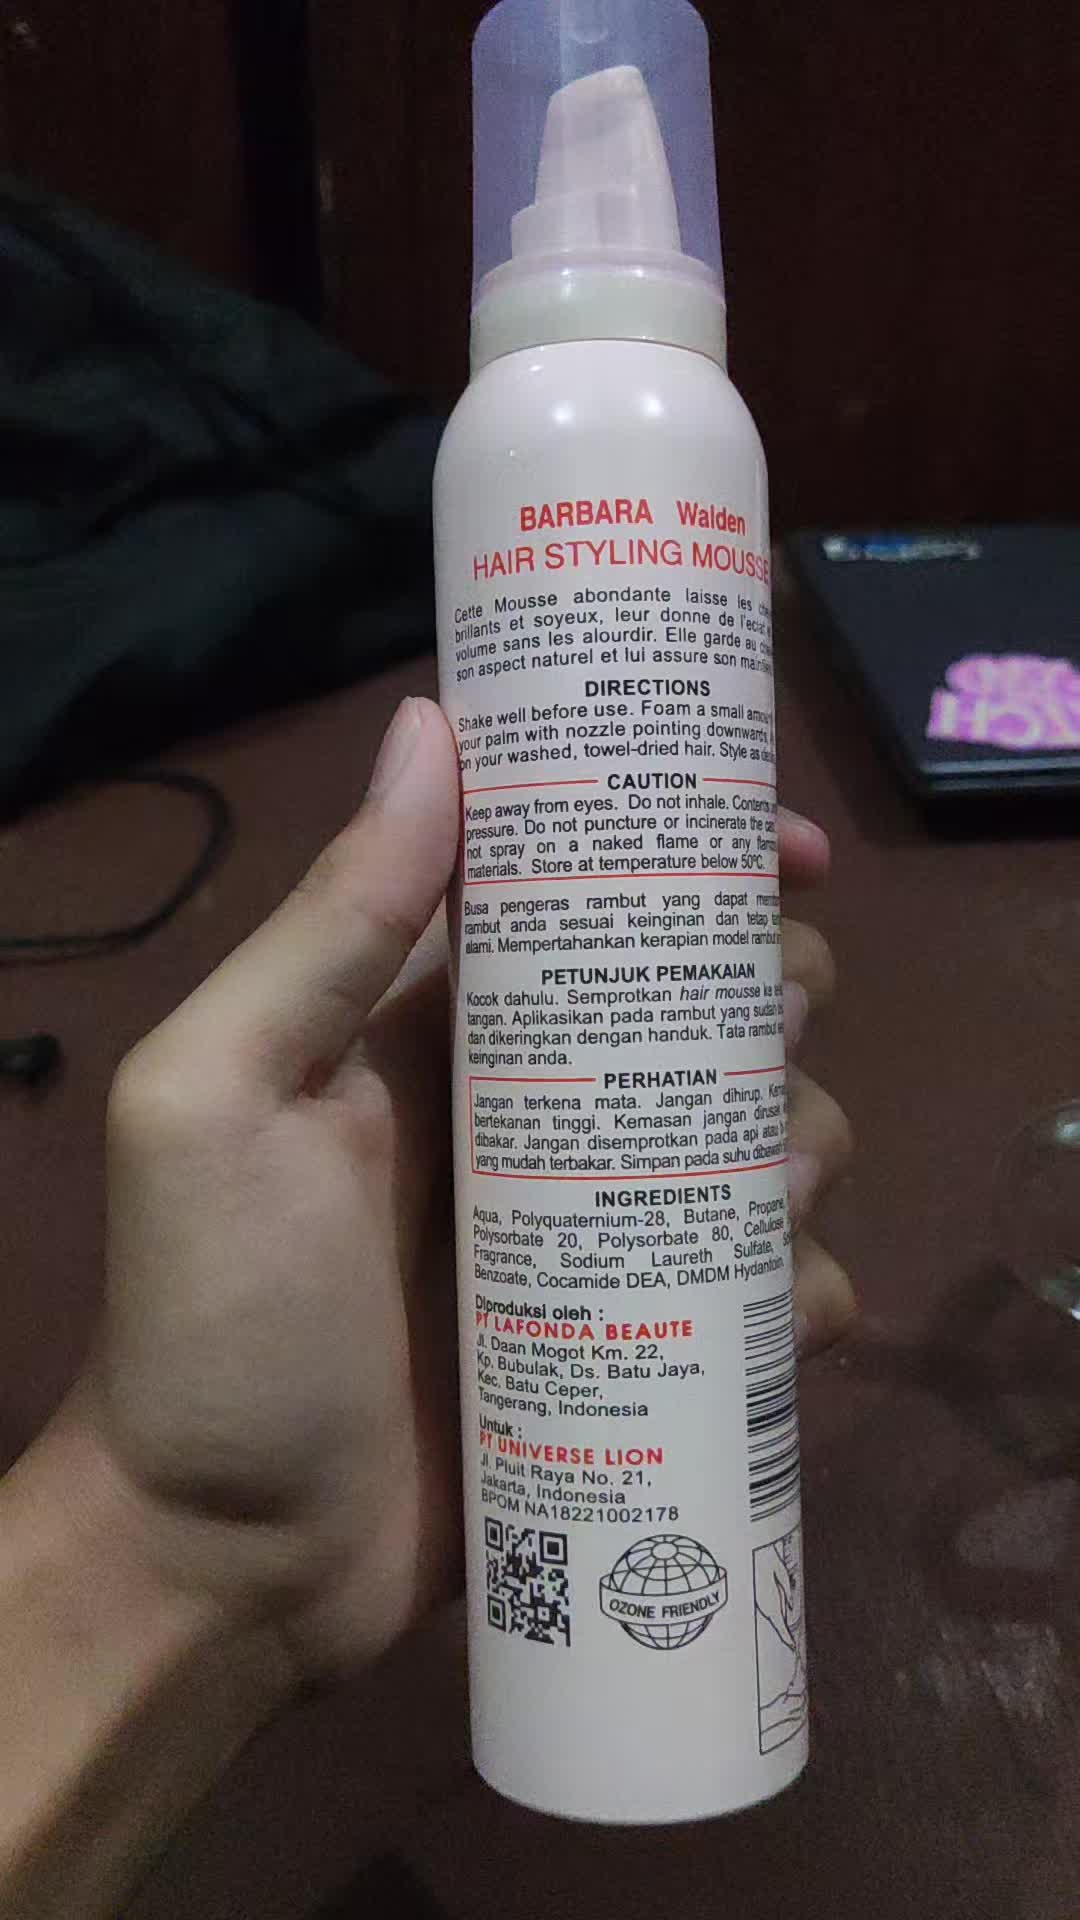 BARBARA Walden
HAIR STYLING MOUSSE
Cette Mousse abondante laisse les
brillants et soyeux, leur donne de l'eclat
volume sans les alourdir. Elle garde au
son aspect naturel et lui assure son
DIRECTIONS
Shake well before use. Foam a small
your palm with nozzle pointing downwards.
on your washed, towel-dried hair. Style as
CAUTION
Keep away from eyes. Do not inhale. Contents
pressure. Do not puncture or incinerate the
not spray on a naked flame or any
materials. Store at temperature below 50°C.
Busa pengeras rambut yang dapat
rambut anda sesuai keinginan dan tetap
alami. Mempertahankan kerapian model rambut
PETUNJUK PEMAKAIAN
Kocok dahulu. Semprotkan hair mousse ke
tangan. Aplikasikan pada rambut yang sudah
dan dikeringkan dengan handuk. Tata rambut
keinginan anda.
PERHATIAN
Jangan terkena mata. Jangan dihirup.
bertekanan tinggi. Kemasan jangan dirusak
dibakar. Jangan disemprotkan pada api atau
yang mudah terbakar. Simpan pada suhu dibawah
INGREDIENTS
Aqua, Polyquaternium-28, Butane, Propane,
Polysorbate 20, Polysorbate 80, Cellulose
Fragrance, Sodium Laureth Sulfate,
Benzoate, Cocamide DEA, DMDM Hydantoin
Diproduksi oleh :
PT LAFONDA BEAUTE
Jl. Daan Mogot Km. 22,
Kp. Bubulak, Ds. Batu Jaya,
Kec. Batu Ceper,
Tangerang, Indonesia
Untuk :
PT UNIVERSE LION
Jl. Pluit Raya No. 21,
Jakarta, Indonesia
BPOM NA18221002178
OZONE FRIENDLY